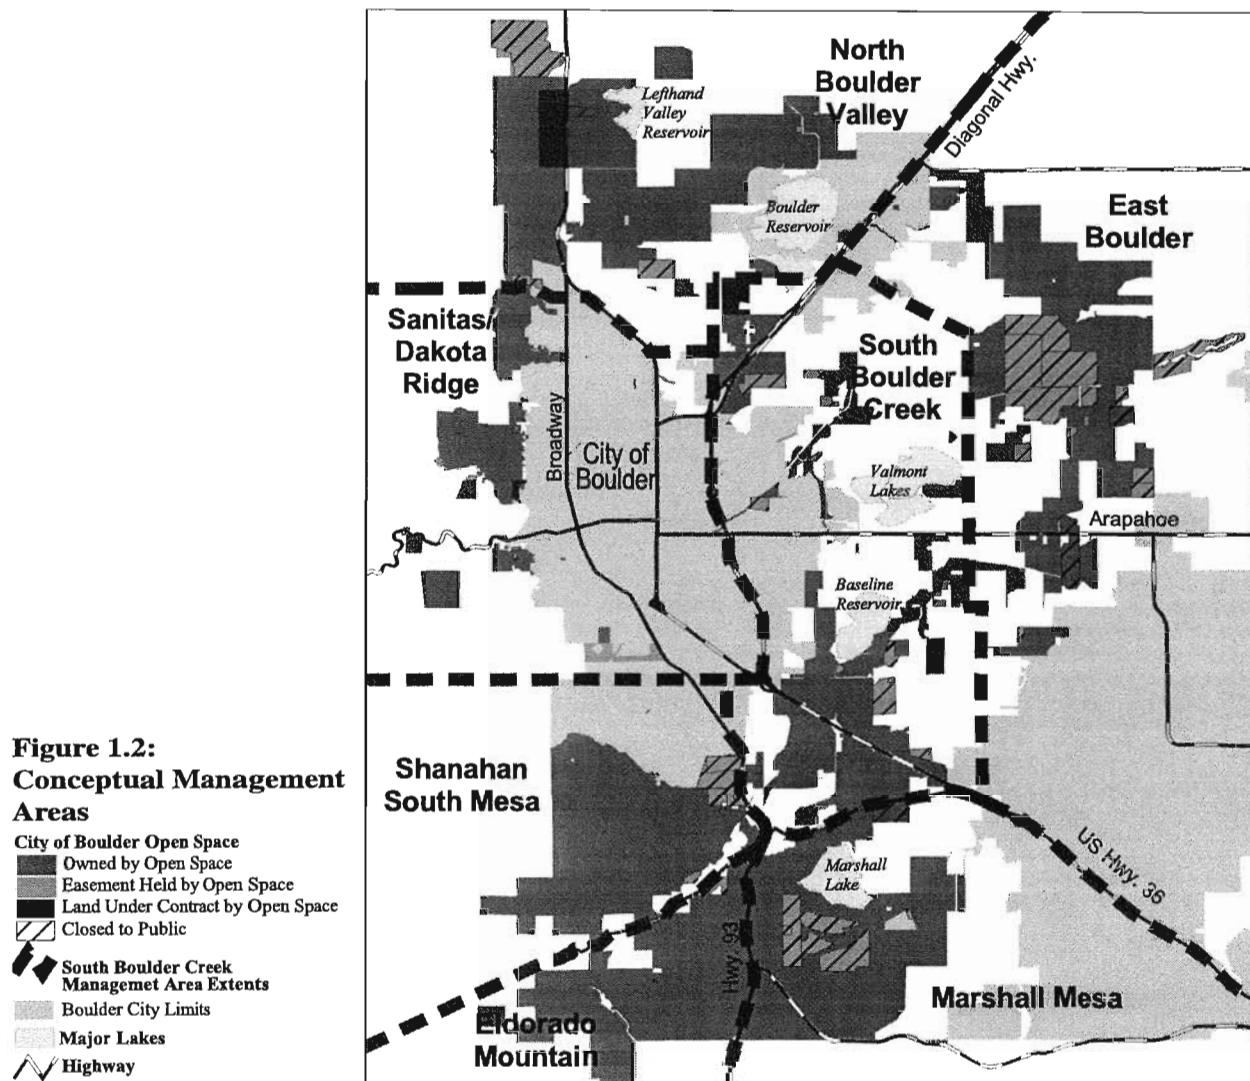 North
Boulder
Valley
Diagonal Hwy.
Lefthand
Valley
Reservoir
Boulder
Reservoir
East
Boulder
Sanitas/
Dakota
Ridge
South
Boulder
Creek
Broadway
City of
Boulder
Valmont
Lakes
Arapahoe
Baseline
Reservoir
Shanahan
South Mesa
Marshall
Lake
US Hwy. 36
Hwy. 93
Marshall Mesa
Eldorado
Mountain
Figure 1.2:
Conceptual Management
Areas
City of Boulder Open Space
Owned by Open Space
Easement Held by Open Space
Land Under Contract by Open Space
Closed to Public
South Boulder Creek
Managemet Area Extents
Boulder City Limits
Major Lakes
Highway